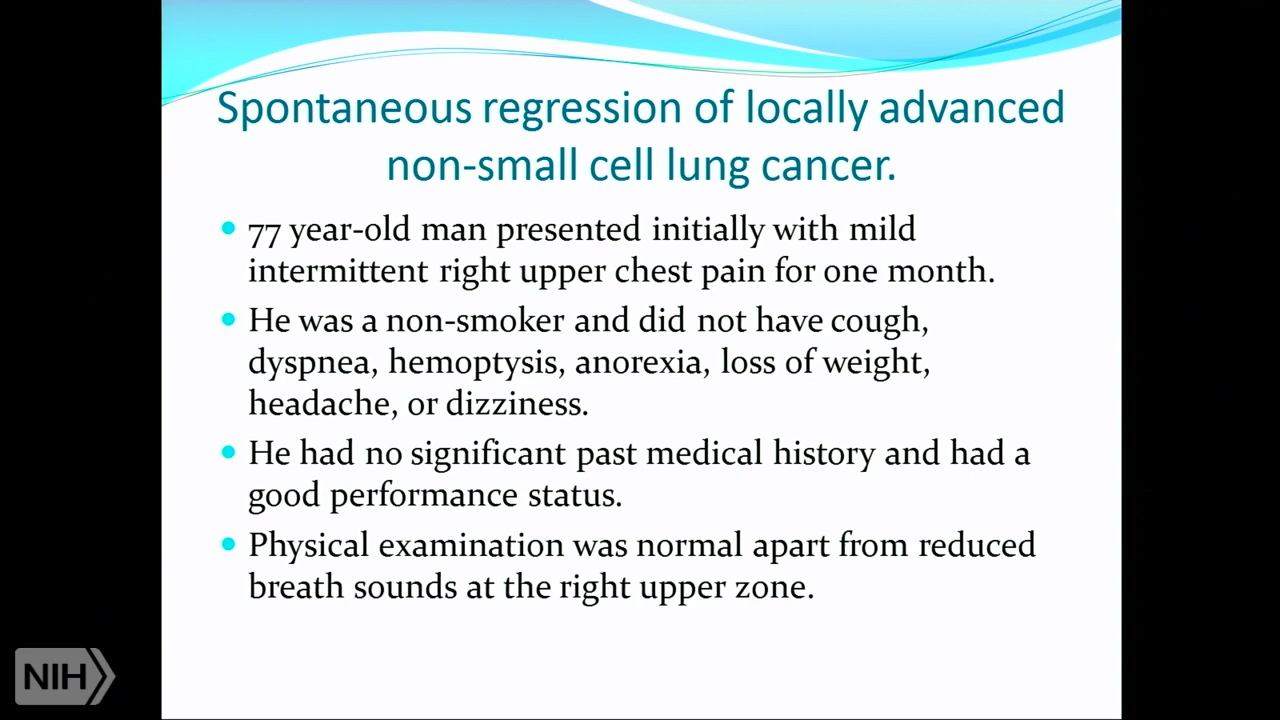 Spontaneous regression of locally advanced
non-small cell lung cancer.
• 77 year-old man presented initially with mild
intermittent right upper chest pain for one month.
• He was a non-smoker and did not have cough,
dyspnea, hemoptysis, anorexia, loss of weight,
headache, or dizziness.
• He had no significant past medical history and had a
good performance status.
• Physical examination was normal apart from reduced
breath sounds at the right upper zone.
NIH